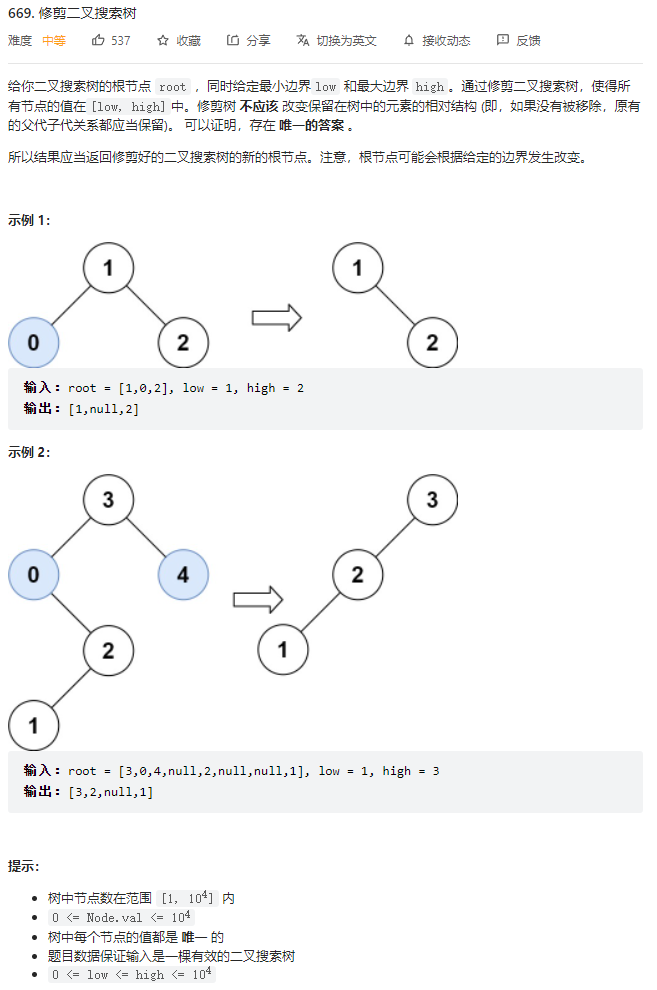 669. 修剪二叉搜索树
难度 中等 537 收藏 分享 切换为英文 接收动态 反馈
给你二叉搜索树的根节点 root ，同时给定最小边界low 和最大边界 high。通过修剪二叉搜索树，使得所
有节点的值在[low, high]中。修剪树 不应该 改变保留在树中的元素的相对结构 (即，如果没有被移除，原有
的父代子代关系都应当保留)。 可以证明，存在 唯一的答案 。
所以结果应当返回修剪好的二叉搜索树的新的根节点。注意，根节点可能会根据给定的边界发生改变。
示例 1：
1
1
0
2
2
输入：root = [1,0,2], low = 1, high = 2
输出：[1,null,2]
示例 2：
3
3
0
4
2
2
1
1
输入：root = [3,0,4,null,2,null,null,1], low = 1, high = 3
输出：[3,2,null,1]
提示：
• 树中节点数在范围 [1, 10⁴] 内
• 0 <= Node.val <= 10⁴
• 树中每个节点的值都是 唯一 的
• 题目数据保证输入是一棵有效的二叉搜索树
• 0 <= low <= high <= 10⁴